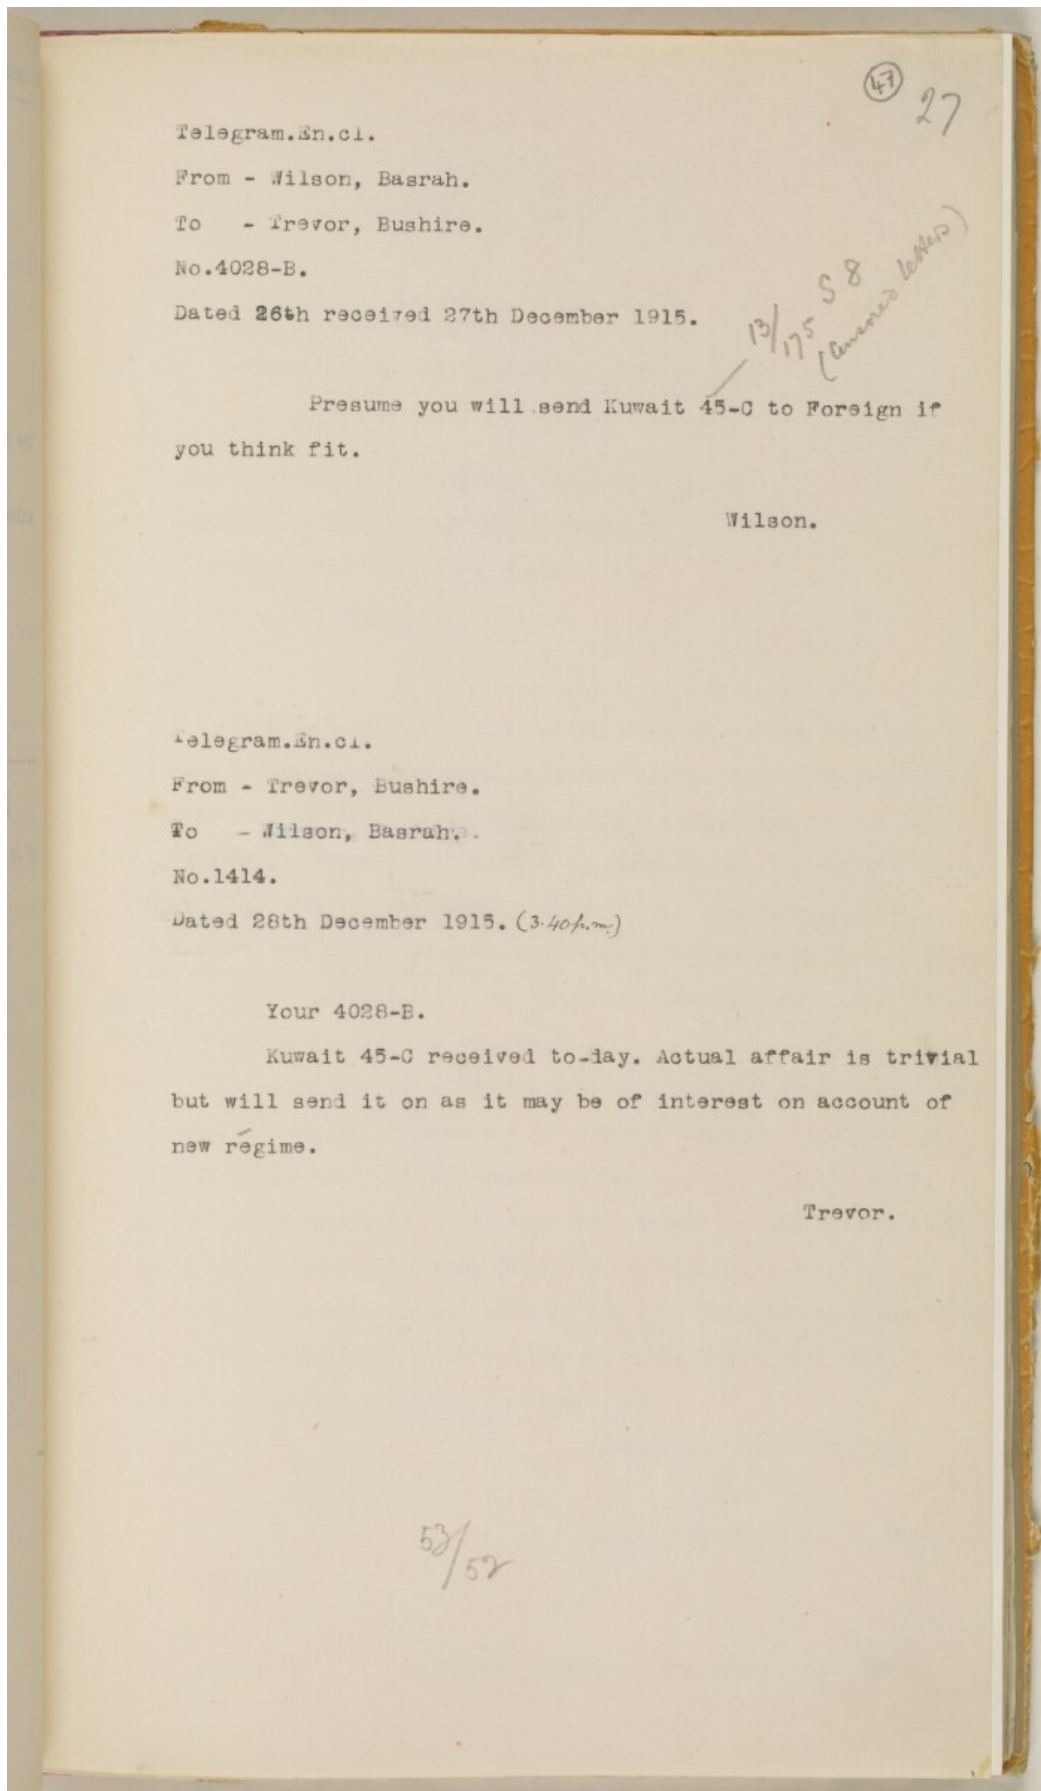 47
27
Telegram.En.cl.
From - Wilson, Basrah.
To - Trevor, Bushire.
No.4028-B.
Dated 26th received 27th December 1915.
13/175 S 8
letters)
Presume you will send Kuwait 45-C to Foreign if
you think fit.
Wilson.
Telegram.En.cl.
From - Trevor, Bushire.
To - Wilson, Basrah.
No.1414.
Dated 28th December 1915. (3.40 p.m.)
Your 4028-B.
Kuwait 45-C received to-day. Actual affair is trivial
but will send it on as it may be of interest on account of
new régime.
Trevor.
53/52